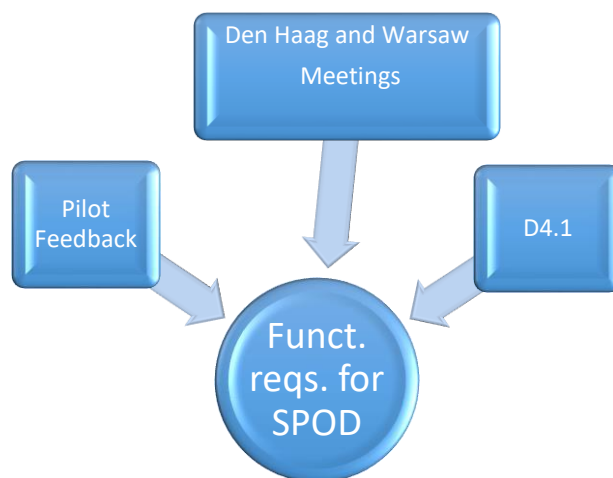 Den Haag and Warsaw
Meetings
Pilot
Feedback
D4.1
Funct.
reqs. for
SPOD